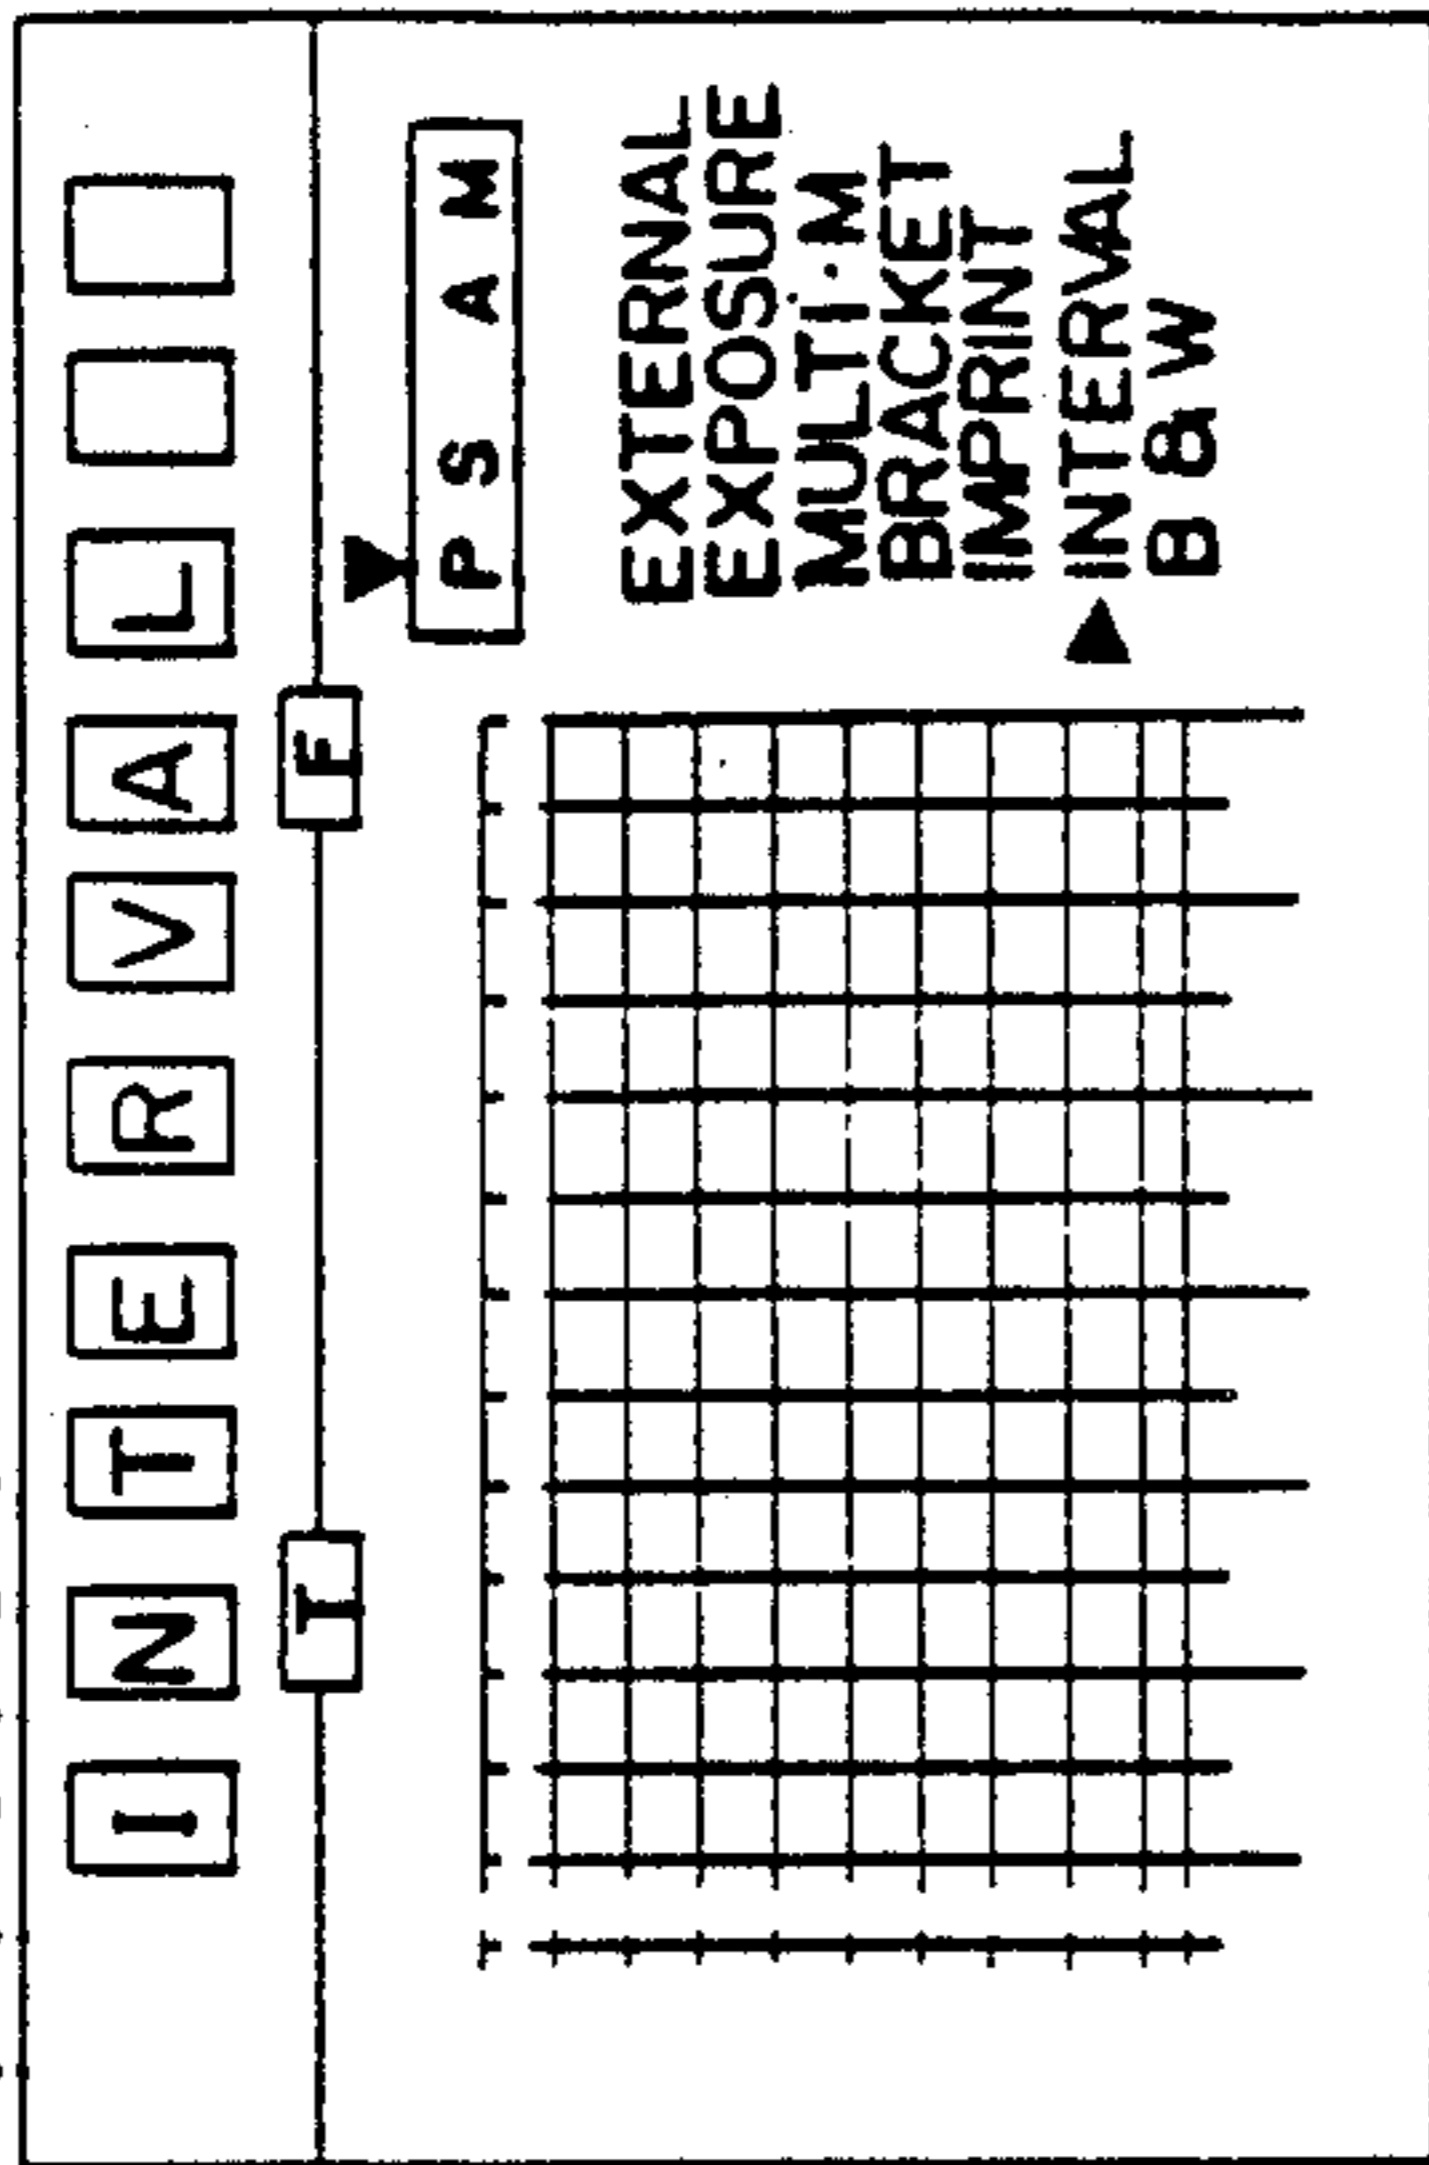 INTERVAL
T F
P S A M
EXTERNAL
EXPOSURE
MULTI·M
BRACKET
IMPRINT
INTERVAL
B & W